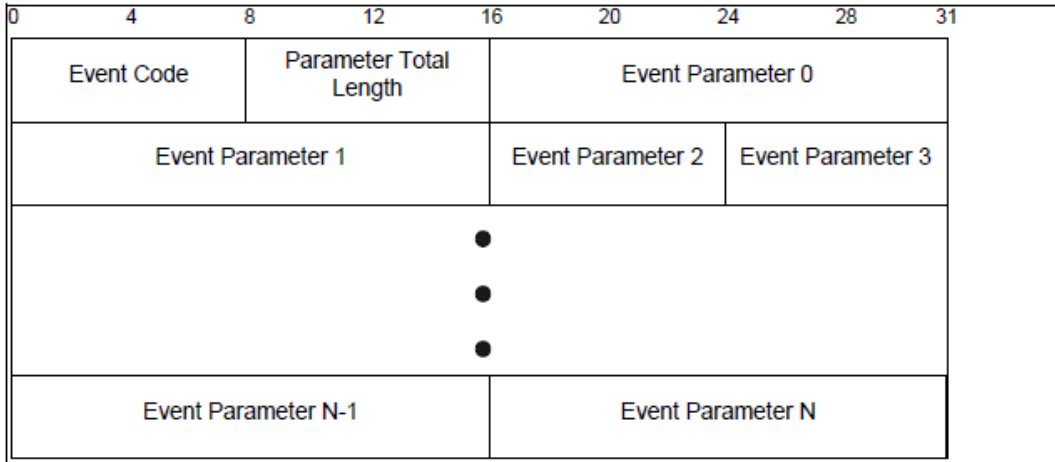 0 4 8 12 16 20 24 28 31
Event Code
Parameter Total
Length
Event Parameter 0
Event Parameter 1
Event Parameter 2
Event Parameter 3
Event Parameter N-1
Event Parameter N